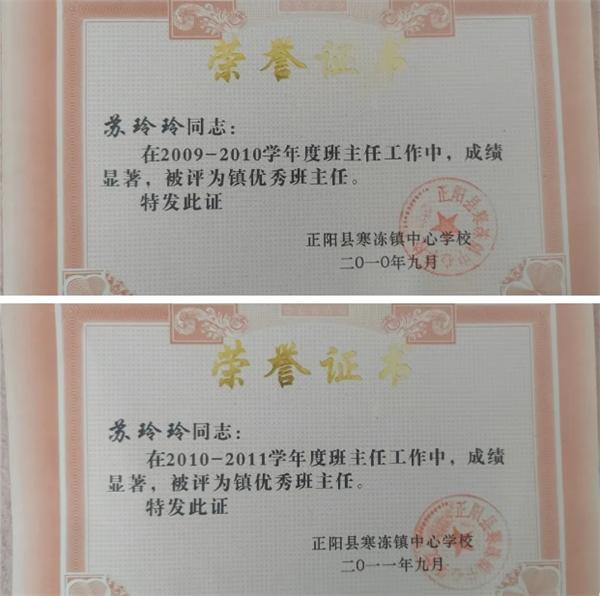 荣誉证书
苏玲玲同志：
在2009-2010学年度班主任工作中，成绩
显著，被评为镇优秀班主任。
特发此证
正阳县寒冻镇中心学校
二〇一〇年九月
荣誉证书
苏玲玲同志：
在2010-2011学年度班主任工作中，成绩
显著，被评为镇优秀班主任。
特发此证
正阳县寒冻镇中心学校
二〇一一年九月